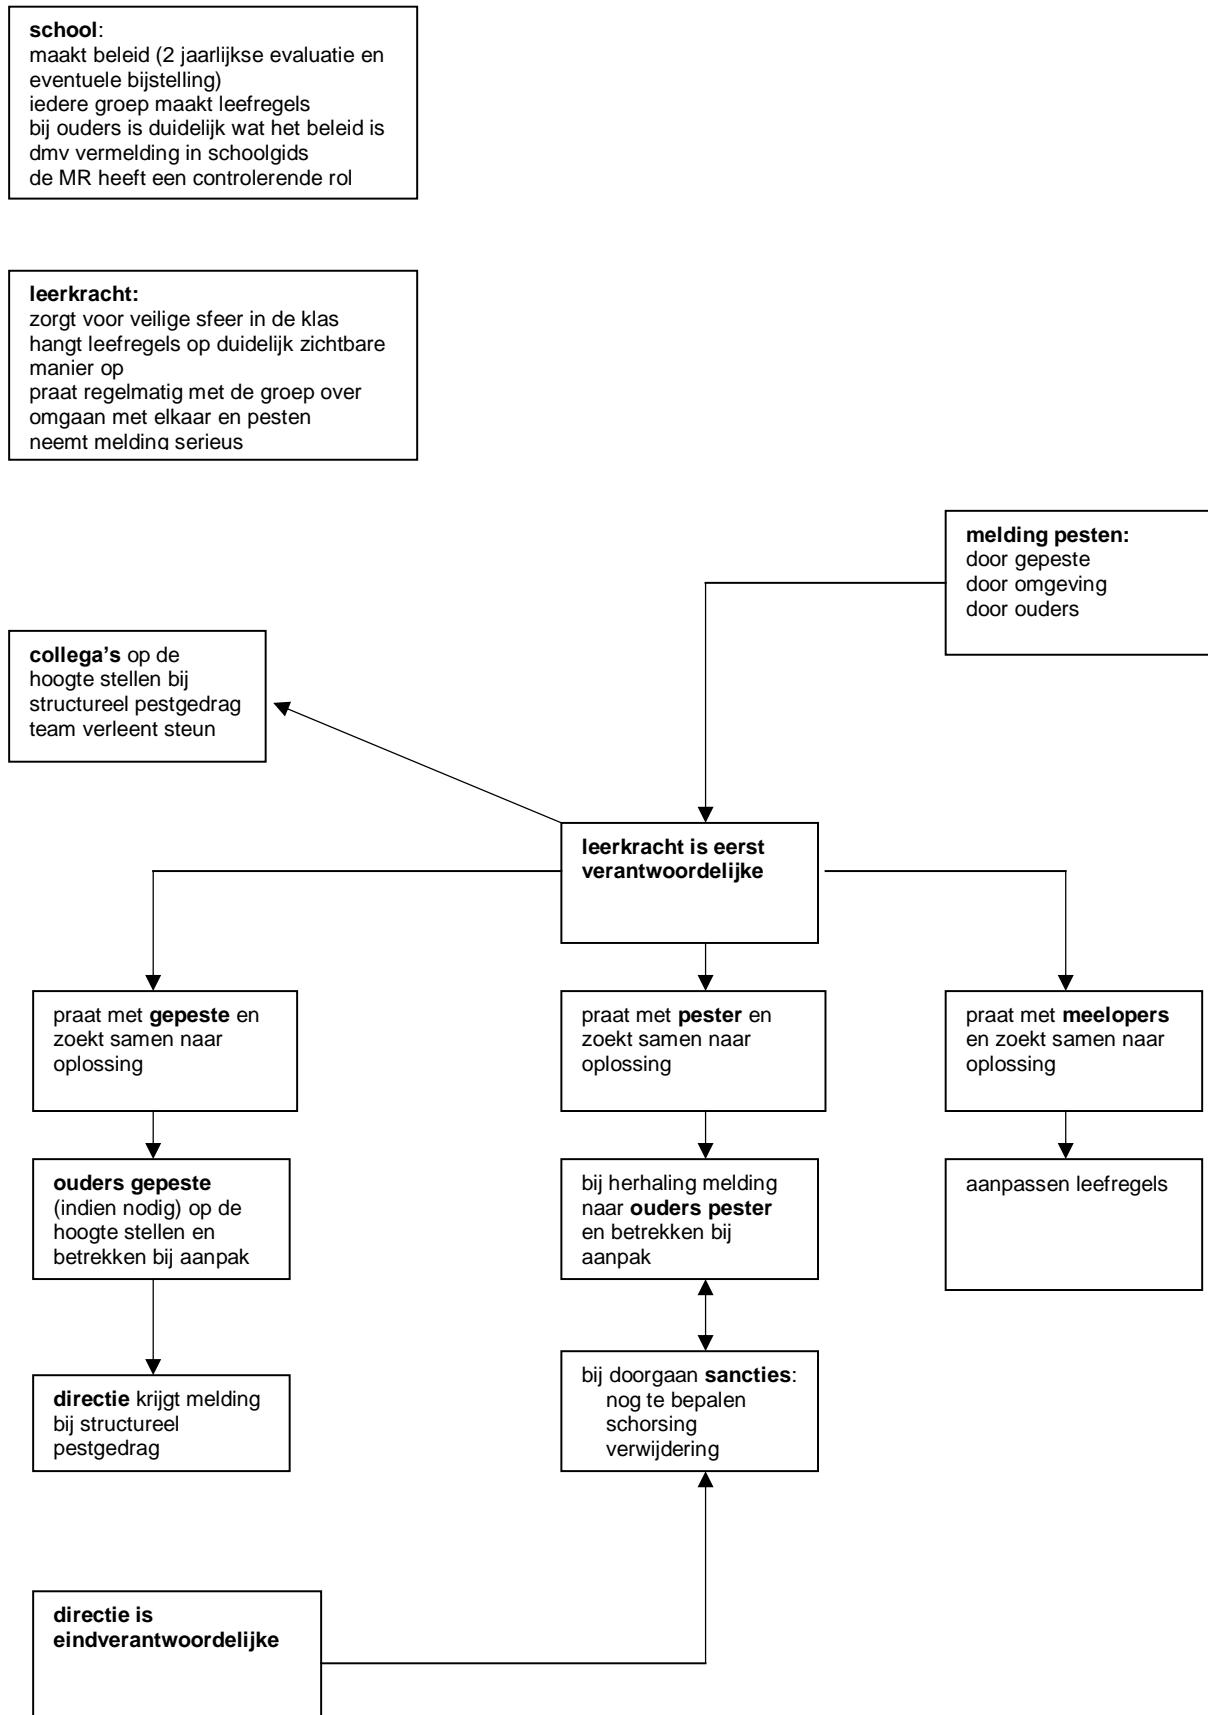 school:
maakt beleid (2 jaarlijkse evaluatie en
eventuele bijstelling)
iedere groep maakt leefregels
bij ouders is duidelijk wat het beleid is
dmv vermelding in schoolgids
de MR heeft een controlerende rol
leerkracht:
zorgt voor veilige sfeer in de klas
hangt leefregels op duidelijk zichtbare
manier op
praat regelmatig met de groep over
omgaan met elkaar en pesten
neemt melding serieus
melding pesten:
door gepeste
door omgeving
door ouders
collega's op de
hoogte stellen bij
structureel pestgedrag
team verleent steun
leerkracht is eerst
verantwoordelijke
praat met gepeste en
zoekt samen naar
oplossing
praat met pester en
zoekt samen naar
oplossing
praat met meelopers
en zoekt samen naar
oplossing
ouders gepeste
(indien nodig) op de
hoogte stellen en
betrekken bij aanpak
bij herhaling melding
naar ouders pester
en betrekken bij
aanpak
aanpassen leefregels
directie krijgt melding
bij structureel
pestgedrag
bij doorgaan sancties:
nog te bepalen
schorsing
verwijdering
directie is
eindverantwoordelijke